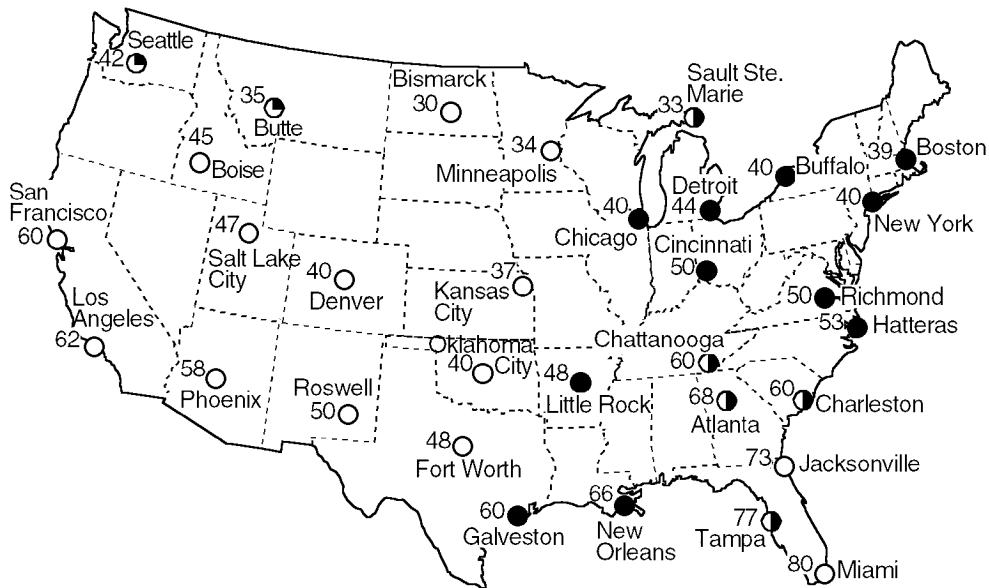 Seattle
42
35
Butte
45
Boise
Bismarck
30
34
Minneapolis
Sault Ste.
Marie
33
Boston
39
Buffalo
40
Detroit
44
40
New York
San
Francisco
60
47
Salt Lake
City
40
Denver
40
Chicago
Cincinnati
50
37
Kansas
City
50
Richmond
53
Hatteras
Los
Angeles
62
58
Phoenix
Roswell
50
Oklahoma
City
40
48
Little Rock
Chattanooga
60
68
Atlanta
60
Charleston
48
Fort Worth
73
Jacksonville
60
Galveston
66
New
Orleans
77
Tampa
80
Miami